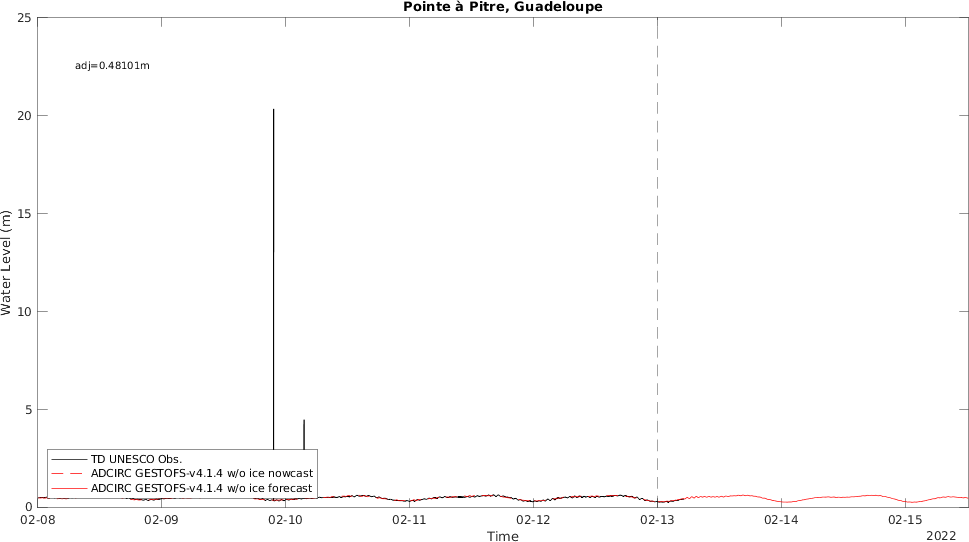 Pointe à Pitre, Guadeloupe
25
adj=0.48101m
20
15
10
5
0
Water Level (m)
TD UNESCO Obs.
ADCIRC GESTOFS-v4.1.4 w/o ice nowcast
ADCIRC GESTOFS-v4.1.4 w/o ice forecast
02-08 02-09 02-10 02-11 02-12 02-13 02-14 02-15
Time
2022